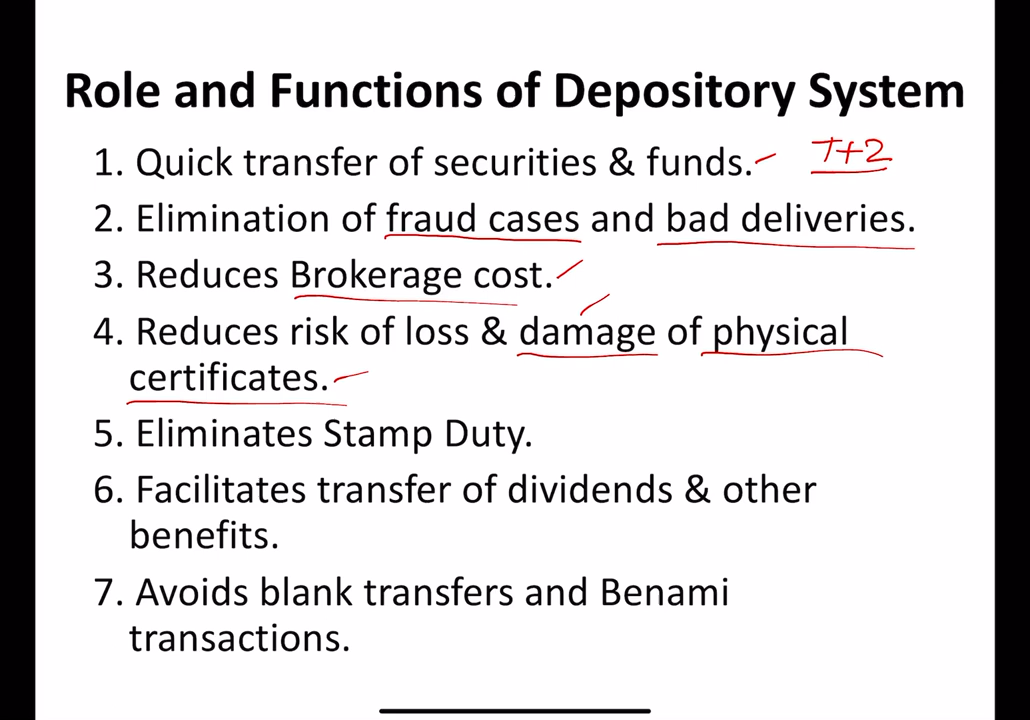 Role and Functions of Depository System
1. Quick transfer of securities & funds. T+2
2. Elimination of fraud cases and bad deliveries.
3. Reduces Brokerage cost.
4. Reduces risk of loss & damage of physical
certificates.
5. Eliminates Stamp Duty.
6. Facilitates transfer of dividends & other
benefits.
7. Avoids blank transfers and Benami
transactions.